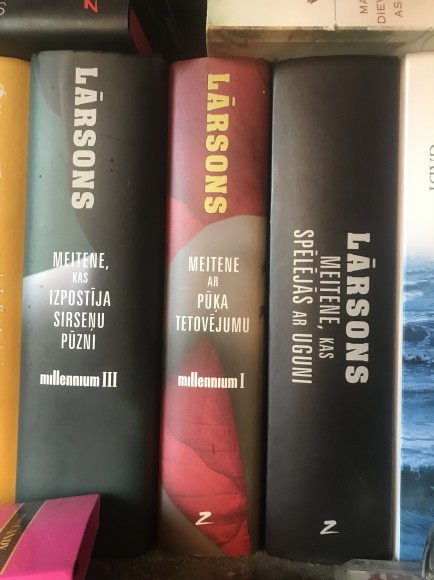 LĀRSONS
MEITENE,
KAS
IZPOSTĪJA
SIRSEŅU
PŪZNI
millennium III
LĀRSONS
MEITENE
AR
PŪĶA
TETOVĒJUMU
millennium I
Z
LĀRSONS
MEITENE, KAS
SPĒLĒJAS AR UGUNI
Z